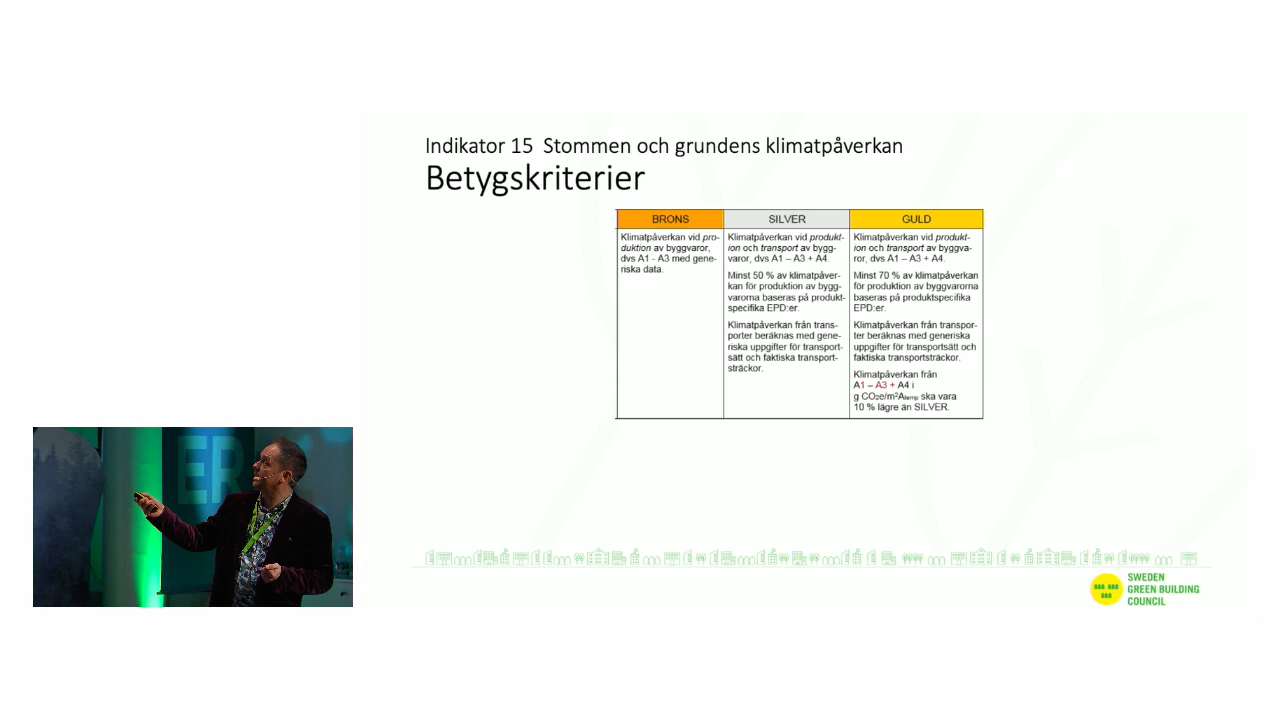 Indikator 15 Stommen och grundens klimatpåverkan
Betygskriterier
BRONS
Klimatpåverkan vid pro-
duktion av byggvaror,
dvs A1 - A3 med gene-
riska data.
SILVER
Klimatpåverkan vid produkt-
ion och transport av bygg-
varor, dvs A1 – A3 + A4.
Minst 50 % av klimatpåver-
kan för produktion av bygg-
varorna baseras på produkt-
specifika EPD:er.
Klimatpåverkan från trans-
porter beräknas med gene-
riska uppgifter för transport-
sätt och faktiska transport-
sträckor.
GULD
Klimatpåverkan vid produkt-
ion och transport av byggva-
ror, dvs A1 – A3 + A4.
Minst 70 % av klimatpåverkan
för produktion av byggvarorna
baseras på produktspecifika
EPD:er.
Klimatpåverkan från transpor-
ter beräknas med generiska
uppgifter för transportsätt och
faktiska transportsträckor.
Klimatpåverkan från
A1 – A3 + A4 i
g CO2e/m²Atemp ska vara
10 % lägre än SILVER.
ER
SWEDEN
GREEN BUILDING
COUNCIL